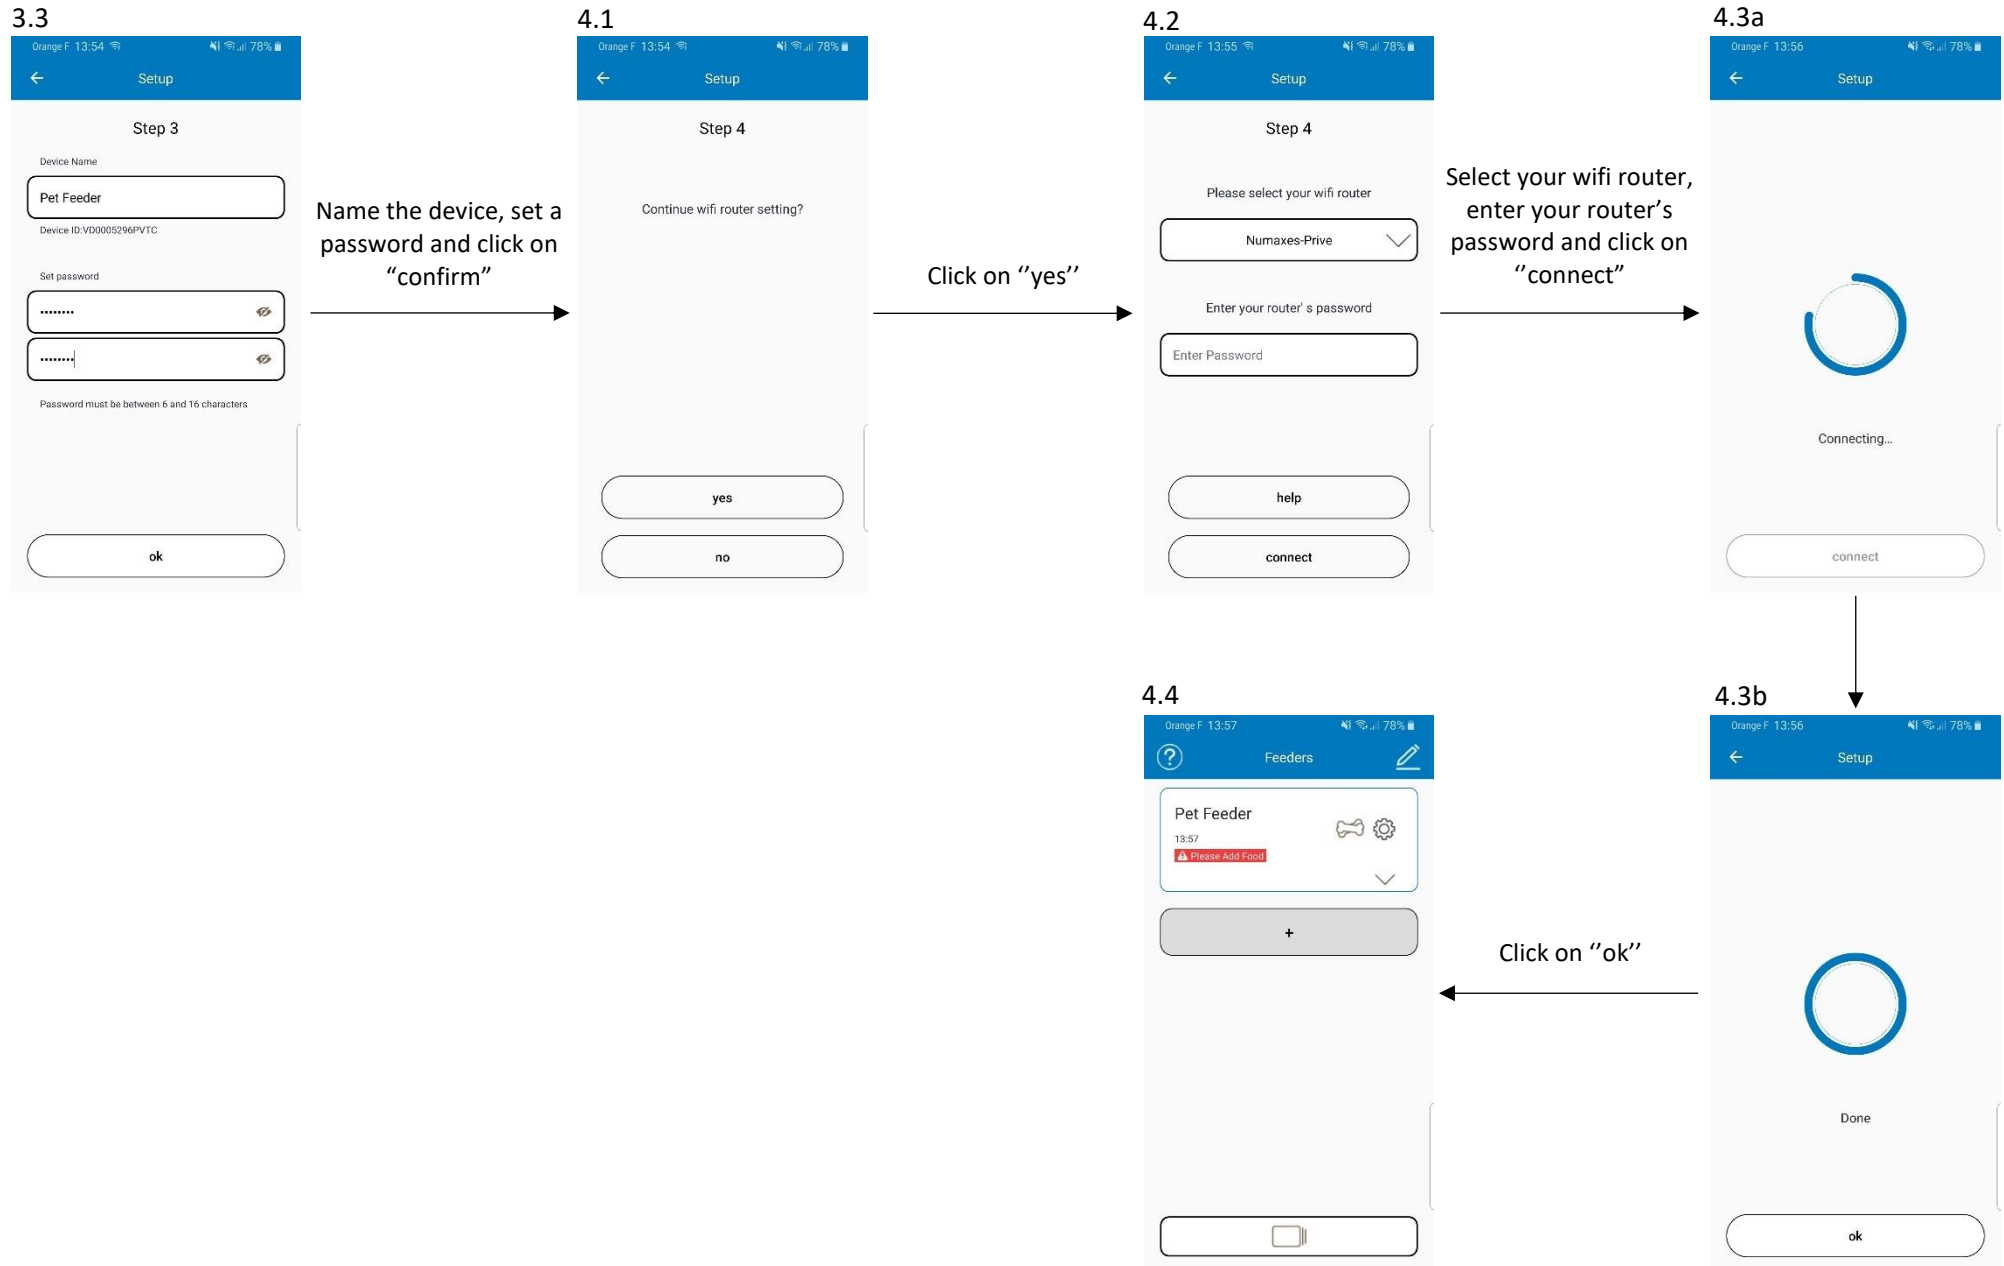 3.3
Orange F 13:54 78%
Setup
Step 3
Device Name
Pet Feeder
Device ID:VD0005296PVTC
Set password
••••••••
••••••••
Password must be between 6 and 16 characters
ok
Name the device, set a
password and click on
“confirm”
4.1
Orange F 13:54 78%
Setup
Step 4
Continue wifi router setting?
yes
no
Click on ‘’yes’’
4.2
Orange F 13:55 78%
Setup
Step 4
Please select your wifi router
Numaxes-Prive
Enter your router' s password
Enter Password
help
connect
Select your wifi router,
enter your router’s
password and click on
‘’connect”
4.3a
Orange F 13:56 78%
Setup
Connecting...
connect
4.3b
Orange F 13:56 78%
Setup
Done
ok
Click on ‘’ok’’
4.4
Orange F 13:57 78%
? Feeders
Pet Feeder
13:57
Please Add Food
+